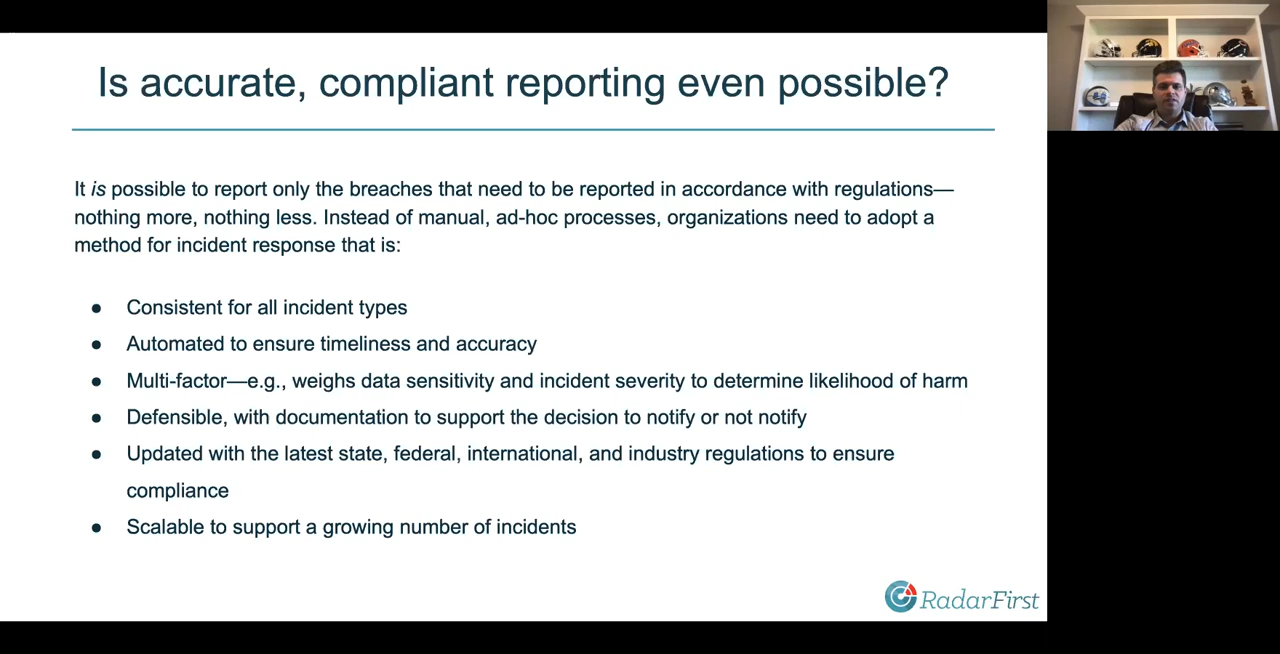 Is accurate, compliant reporting even possible?
It is possible to report only the breaches that need to be reported in accordance with regulations—
nothing more, nothing less. Instead of manual, ad-hoc processes, organizations need to adopt a
method for incident response that is:
● Consistent for all incident types
● Automated to ensure timeliness and accuracy
● Multi-factor—e.g., weighs data sensitivity and incident severity to determine likelihood of harm
● Defensible, with documentation to support the decision to notify or not notify
● Updated with the latest state, federal, international, and industry regulations to ensure
compliance
● Scalable to support a growing number of incidents
RadarFirst